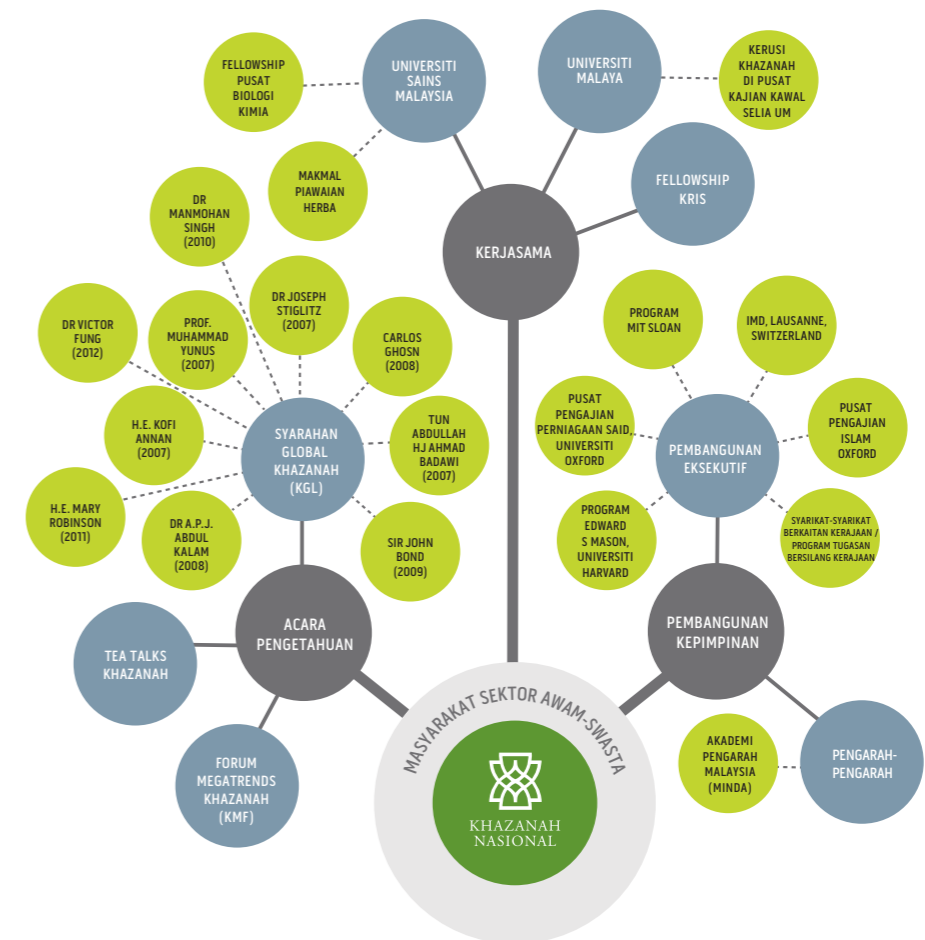 FELLOWSHIP
PUSAT
BIOLOGI
KIMIA
UNIVERSITI
SAINS
MALAYSIA
UNIVERSITI
MALAYA
KERUSI
KHAZANAH
DI PUSAT
KAJIAN KAWAL
SELIA UM
MAKMAL
PIAWAIAN
HERBA
FELLOWSHIP
KRIS
KERJASAMA
DR
MANMOHAN
SINGH
(2010)
DR VICTOR
FUNG
(2012)
PROF.
MUHAMMAD
YUNUS
(2007)
DR JOSEPH
STIGLITZ
(2007)
CARLOS
GHOSN
(2008)
H.E. KOFI
ANNAN
(2007)
SYARAHAN
GLOBAL
KHAZANAH
(KGL)
TUN
ABDULLAH
HJ AHMAD
BADAWI
(2007)
H.E. MARY
ROBINSON
(2011)
DR A.P.J.
ABDUL
KALAM
(2008)
SIR JOHN
BOND
(2009)
PROGRAM
MIT SLOAN
IMD, LAUSANNE,
SWITZERLAND
PUSAT
PENGAJIAN
PERNIAGAAN SAID,
UNIVERSITI
OXFORD
PEMBANGUNAN
EKSEKUTIF
PUSAT
PENGAJIAN
ISLAM
OXFORD
PROGRAM
EDWARD
S MASON,
UNIVERSITI
HARVARD
SYARIKAT-SYARIKAT
BERKAITAN KERAJAAN /
PROGRAM TUGASAN
BERSILANG KERAJAAN
ACARA
PENGETAHUAN
PEMBANGUNAN
KEPIMPINAN
TEA TALKS
KHAZANAH
FORUM
MEGATRENDS
KHAZANAH
(KMF)
MASYARAKAT SEKTOR AWAM-SWASTA
KHAZANAH
NASIONAL
AKADEMI
PENGARAH
MALAYSIA
(MINDA)
PENGARAH-
PENGARAH